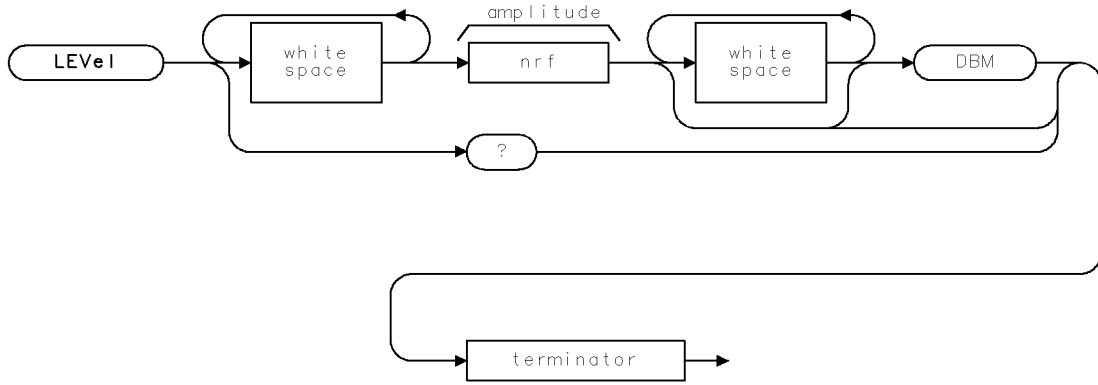 amplitude
LEVel
white
space
nrf
white
space
DBM
?
terminator